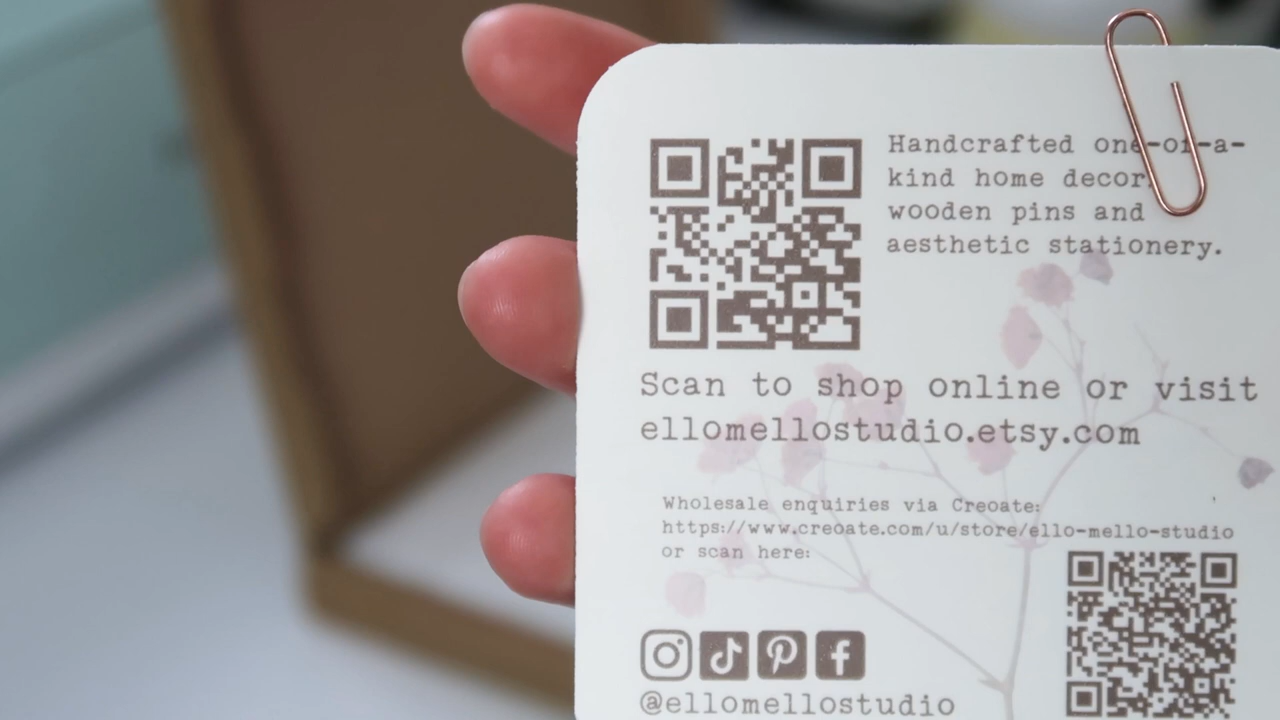 Handcrafted one-of-a-
kind home decor,
wooden pins and
aesthetic stationery.
Scan to shop online or visit
ellomellostudio.etsy.com
Wholesale enquiries via Creoate:
https://www.creoate.com/u/store/ello-mello-studio
or scan here:
@ellomellostudio